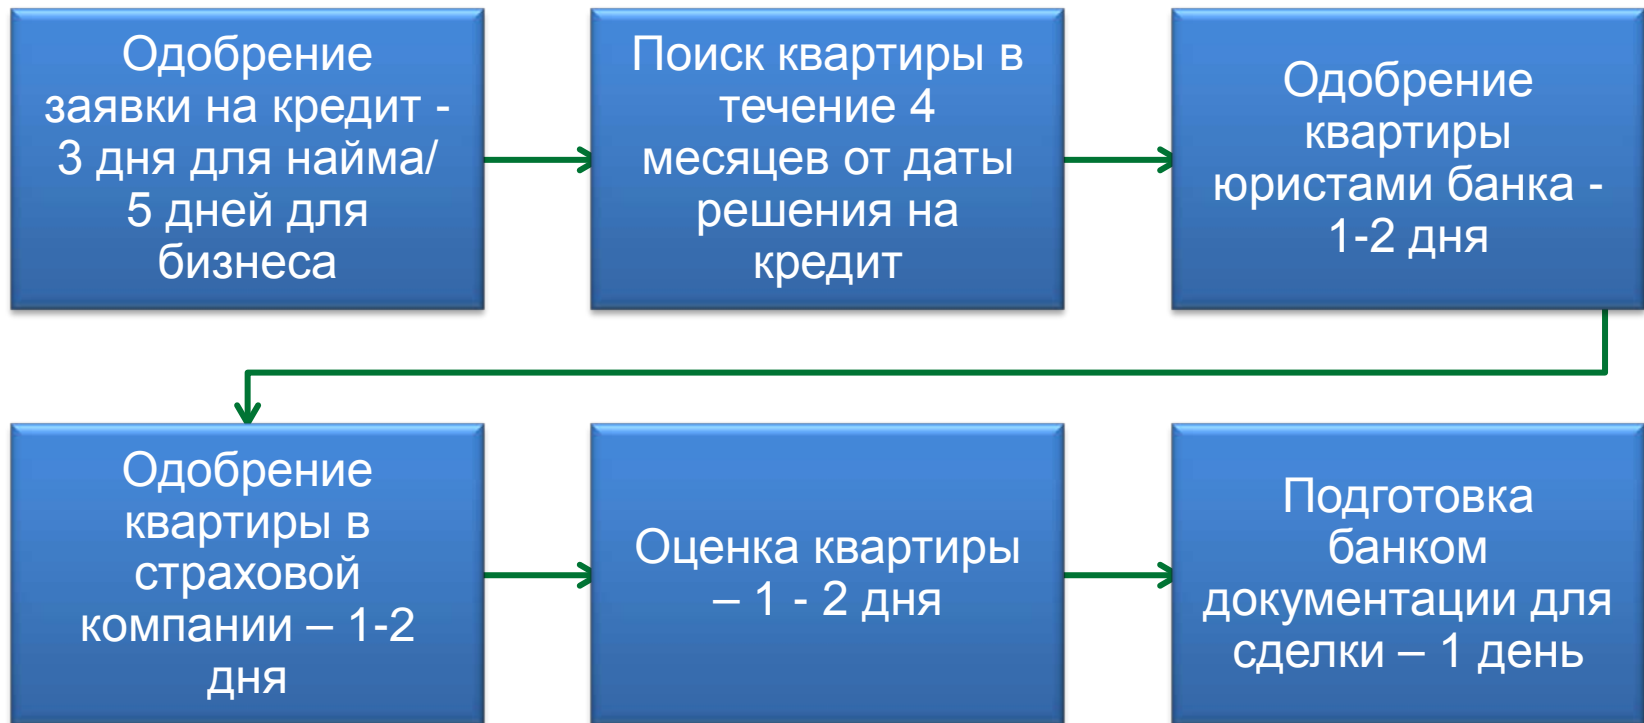 Одобрение
заявки на кредит -
3 дня для найма/
5 дней для
бизнеса
Поиск квартиры в
течение 4
месяцев от даты
решения на
кредит
Одобрение
квартиры
юристами банка -
1-2 дня
Одобрение
квартиры в
страховой
компании – 1-2
дня
Оценка квартиры
– 1 - 2 дня
Подготовка
банком
документации для
сделки – 1 день